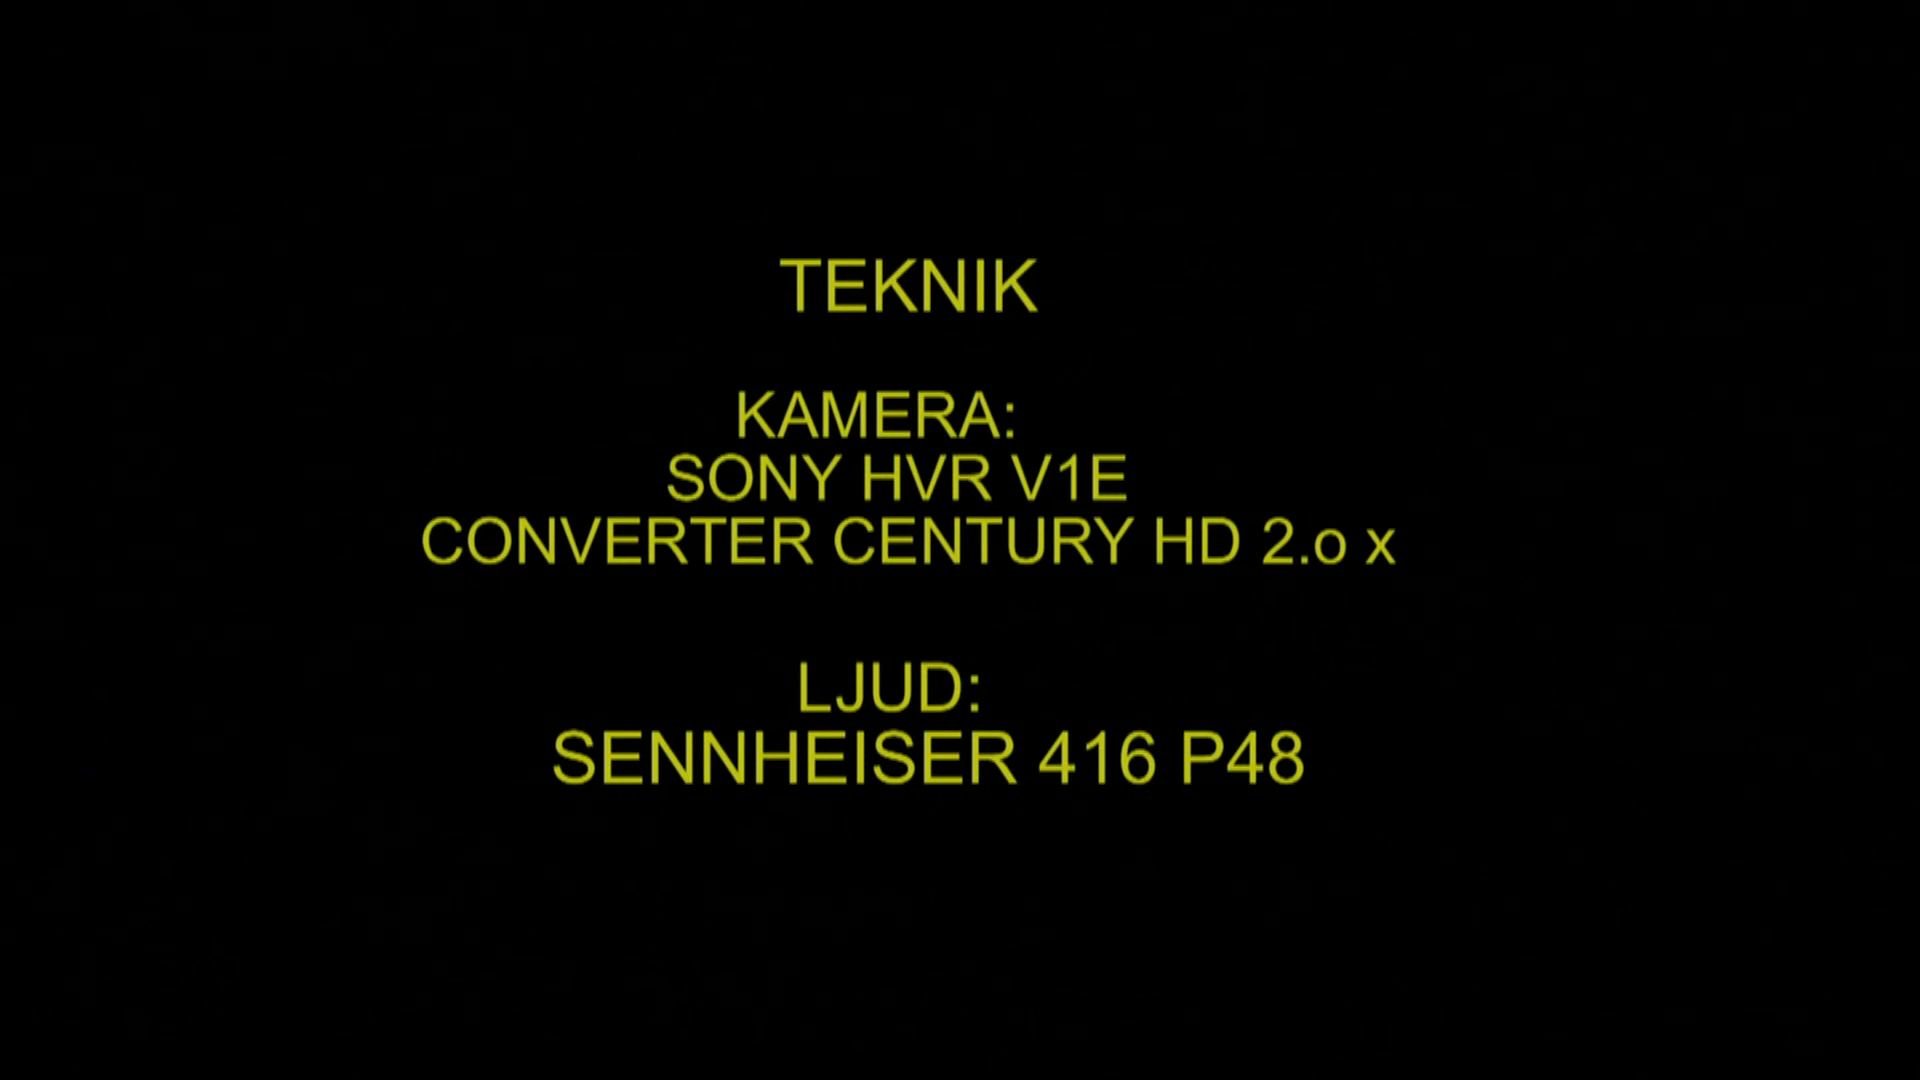 TEKNIK
KAMERA:
SONY HVR V1E
CONVERTER CENTURY HD 2.o x
LJUD:
SENNHEISER 416 P48